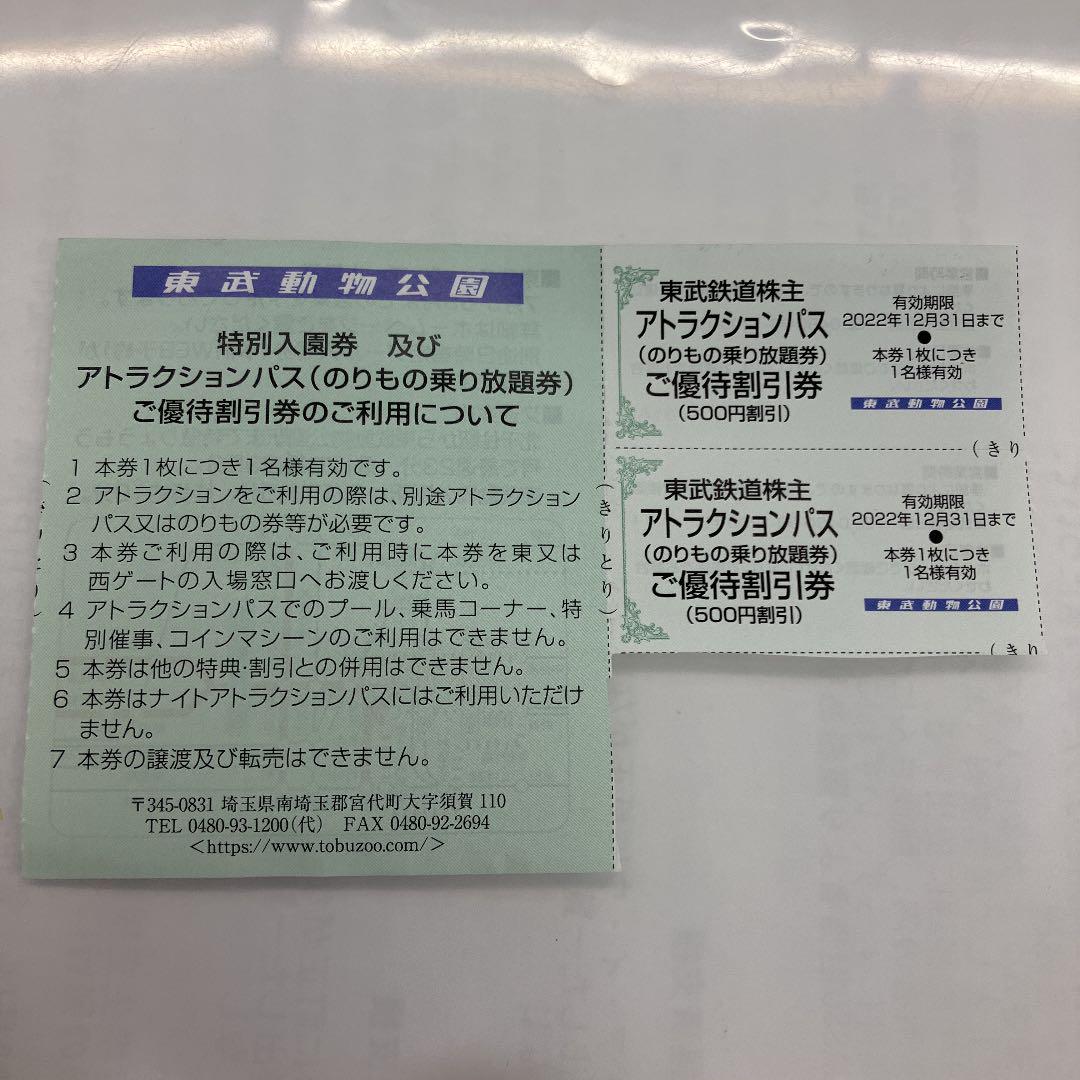 東武動物公園
特別入園券 及び
アトラクションパス(のりもの乗り放題券)
ご優待割引券のご利用について
1 本券1枚につき1名様有効です。
2 アトラクションをご利用の際は、別途アトラクション
パス又はのりもの券等が必要です。
3 本券ご利用の際は、ご利用時に本券を東又は
西ゲートの入場窓口へお渡しください。
4 アトラクションパスでのプール、乗馬コーナー、特
別催事、コインマシーンのご利用はできません。
5 本券は他の特典・割引との併用はできません。
6 本券はナイトアトラクションパスにはご利用いただけ
ません。
7 本券の譲渡及び転売はできません。
〒345-0831 埼玉県南埼玉郡宮代町大字須賀 110
TEL 0480-93-1200(代) FAX 0480-92-2694
<https://www.tobuzoo.com/>
(きりとり)
東武鉄道株主
アトラクションパス
(のりもの乗り放題券)
ご優待割引券
(500円割引)
有効期限
2022年12月31日まで
●
本券1枚につき
1名様有効
東武動物公園
(きり
東武鉄道株主
アトラクションパス
(のりもの乗り放題券)
ご優待割引券
(500円割引)
有効期限
2022年12月31日まで
●
本券1枚につき
1名様有効
東武動物公園
(きり